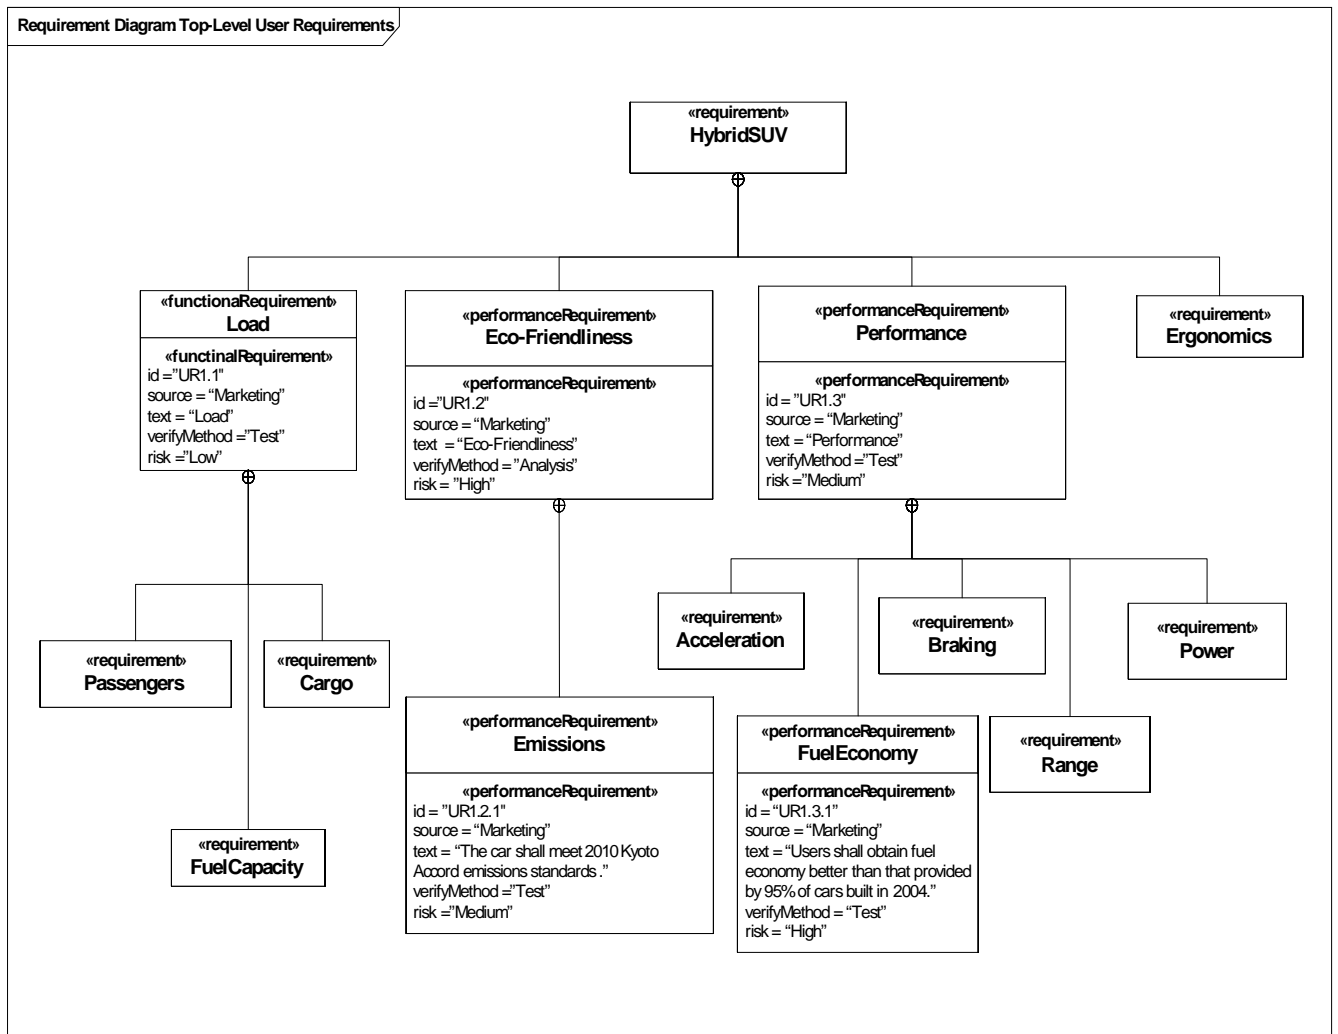 Requirement Diagram Top-Level User Requirements
«requirement»
HybridSUV
«functionaRequirement»
Load
«functinalRequirement»
id =”UR1.1"
source = “Marketing”
text = “Load”
verifyMethod =”Test”
risk =”Low”
«performanceRequirement»
Eco-Friendliness
«performanceRequirement»
id =”UR1.2"
source = “Marketing”
text = “Eco-Friendliness”
verifyMethod = ”Analysis”
risk = ”High”
«performanceRequirement»
Performance
«performanceRequirement»
id = ”UR1.3"
source = “Marketing”
text = “Performance”
verifyMethod =”Test”
risk =”Medium”
«requirement»
Ergonomics
«requirement»
Passengers
«requirement»
Cargo
«requirement»
FuelCapacity
«performanceRequirement»
Emissions
«performanceRequirement»
id = ”UR1.2.1"
source = “Marketing”
text = “The car shall meet 2010 Kyoto
Accord emissions standards .”
verifyMethod =”Test”
risk =”Medium”
«requirement»
Acceleration
«performanceRequirement»
FuelEconomy
«performanceRequirement»
id = “UR1.3.1"
source = “Marketing”
text = “Users shall obtain fuel
economy better than that provided
by 95% of cars built in 2004.”
verifyMethod = “Test”
risk = “High”
«requirement»
Braking
«requirement»
Range
«requirement»
Power